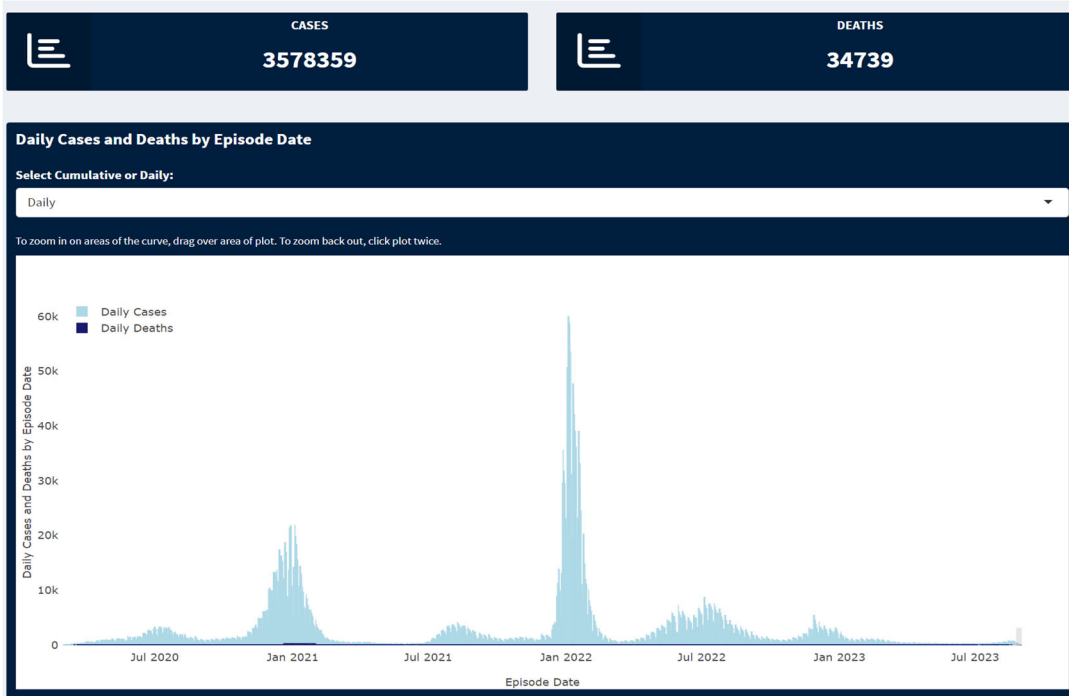 CASES
3578359
DEATHS
34739
Daily Cases and Deaths by Episode Date
Select Cumulative or Daily:
Daily
To zoom in on areas of the curve, drag over area of plot. To zoom back out, click plot twice.
Daily Cases
Daily Deaths
60k
50k
40k
30k
20k
10k
0
Daily Cases and Deaths by Episode Date
Jul 2020
Jan 2021
Jul 2021
Jan 2022
Jul 2022
Jan 2023
Jul 2023
Episode Date